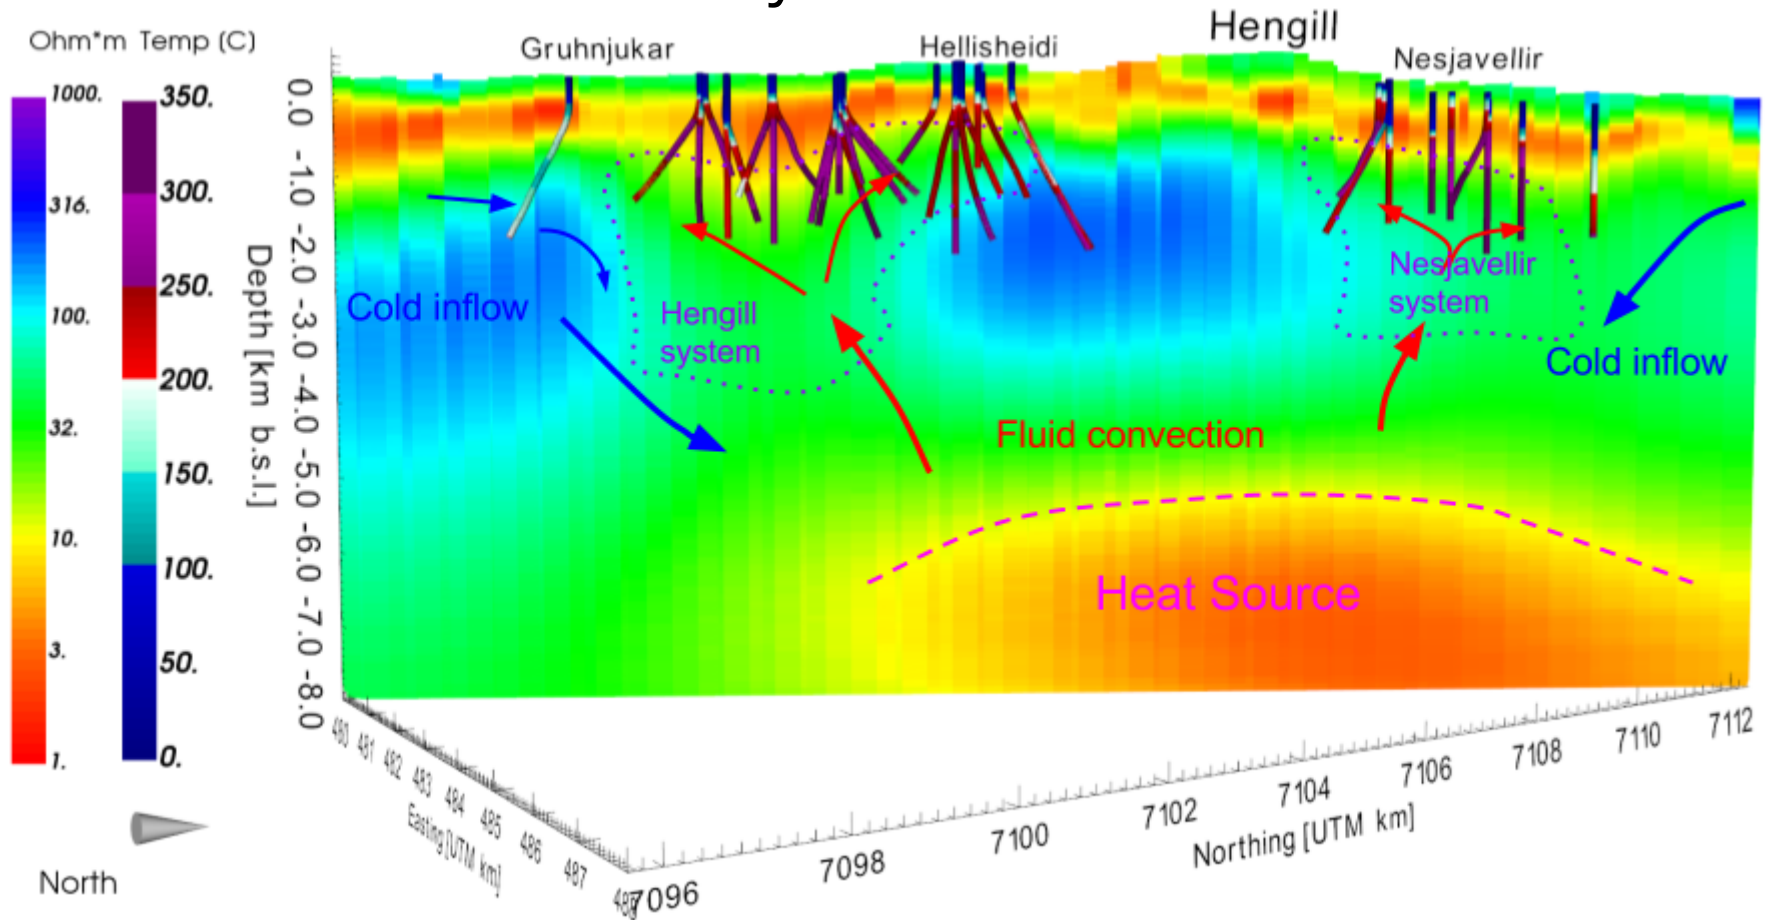 Ohm*m Temp (C)
1000.
316.
100.
32.
10.
3.
1.
350.
300.
250.
200.
150.
100.
50.
0.
North
Gruhnjukar
Hellisheidi
Hengill
Nesjavellir
Depth [km b.s.l.]
0.0
-1.0
-2.0
-3.0
-4.0
-5.0
-6.0
-7.0
-8.0
Cold inflow
Hengill
system
Nesjavellir
system
Cold inflow
Fluid convection
Heat Source
480
481
482
483
484
485
486
487
Easting [UTM km]
7096
7098
7100
7102
7104
7106
7108
7110
7112
Northing [UTM km]